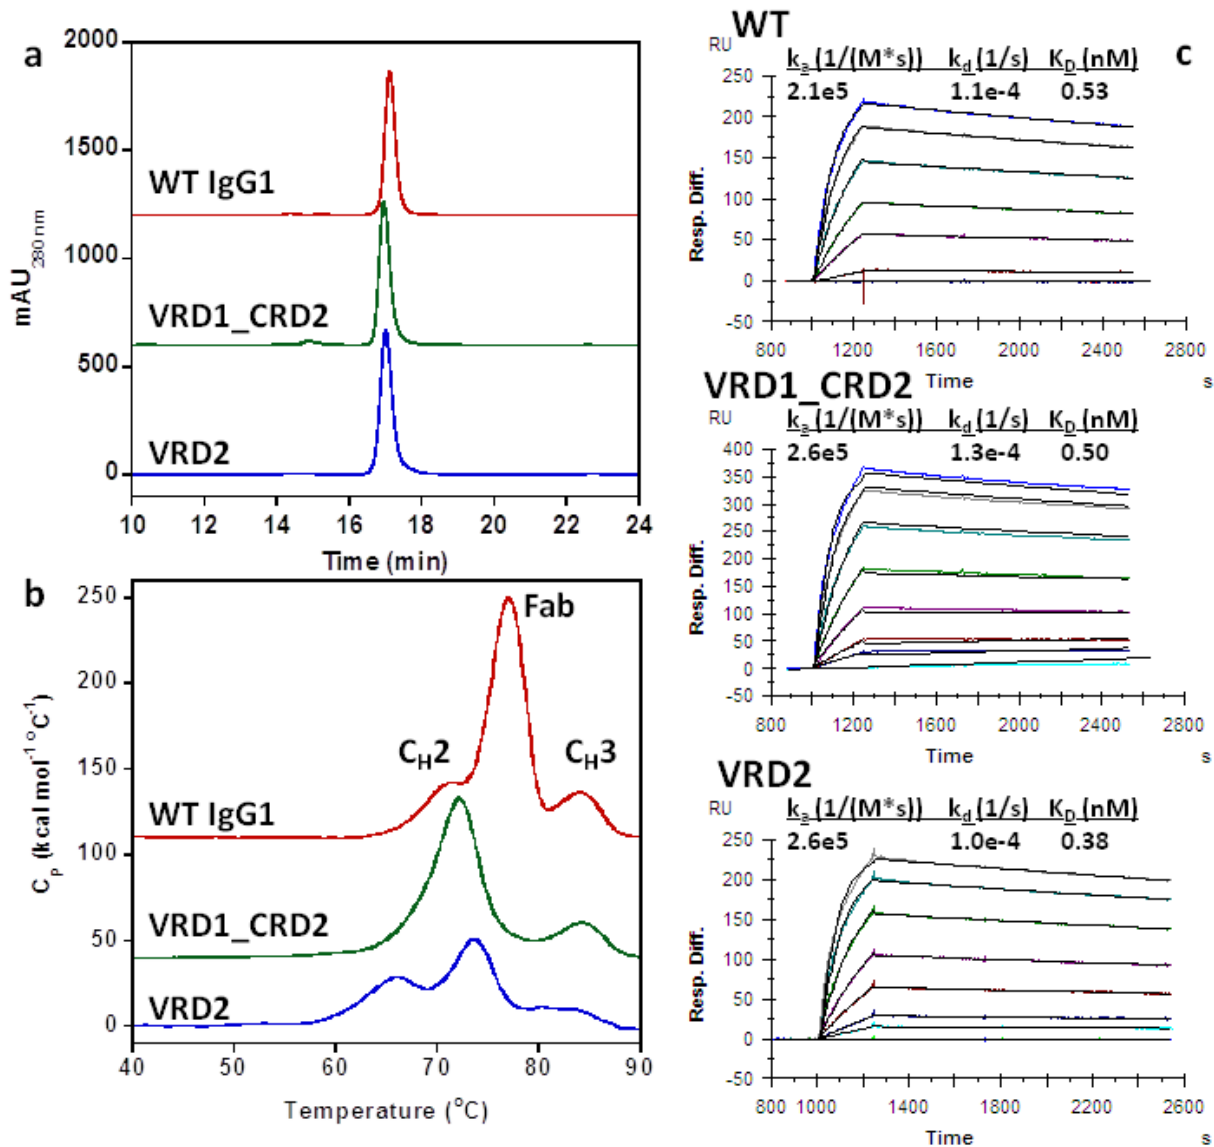 a
2000
1500
1000
500
0
mAU280 nm
WT IgG1
VRD1_CRD2
VRD2
10 12 14 16 18 20 22 24
Time (min)
b
250
200
150
100
50
0
CP (kcal mol-1 oC-1)
Fab
CH2
CH3
WT IgG1
VRD1_CRD2
VRD2
40 50 60 70 80 90
Temperature (oC)
c
WT
RU
ka (1/(M*s)) kd (1/s) KD (nM)
2.1e5 1.1e-4 0.53
250
200
150
100
50
0
-50
Resp. Diff.
800 1200 1600 2000 2400 2800
Time s
VRD1_CRD2
RU
ka (1/(M*s)) kd (1/s) KD (nM)
2.6e5 1.3e-4 0.50
400
350
300
250
200
150
100
50
0
-50
Resp. Diff.
800 1200 1600 2000 2400 2800
Time s
VRD2
RU
ka (1/(M*s)) kd (1/s) KD (nM)
2.6e5 1.0e-4 0.38
250
200
150
100
50
0
-50
Resp. Diff.
800 1000 1400 1800 2200 2600
Time s